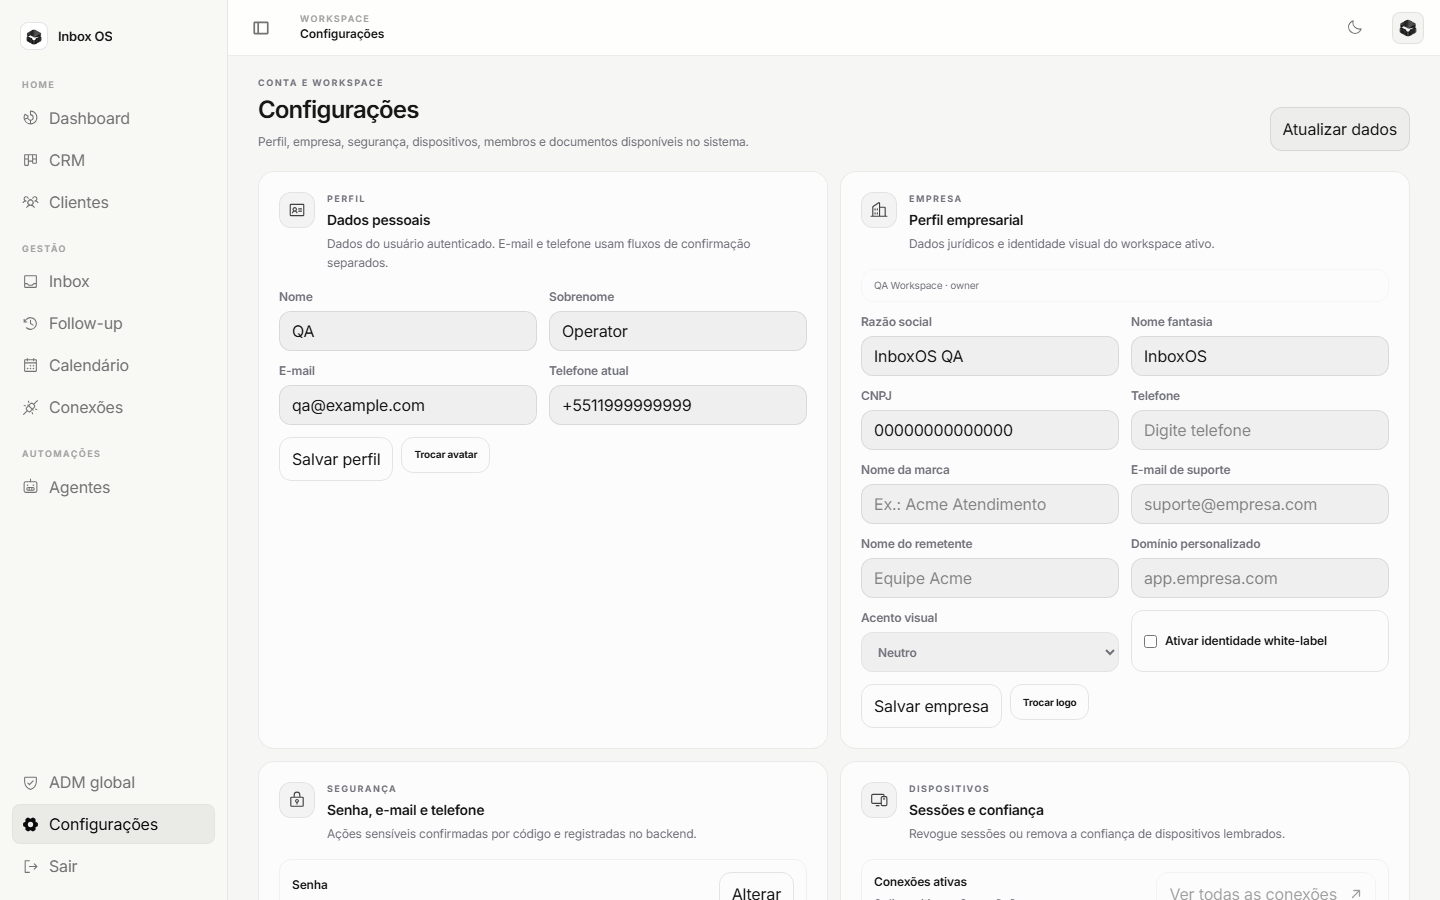 Inbox OS
HOME
Dashboard
CRM
Clientes
GESTÃO
Inbox
Follow-up
Calendário
Conexões
AUTOMAÇÕES
Agentes
ADM global
Configurações
Sair
WORKSPACE
Configurações
CONTA E WORKSPACE
Configurações
Perfil, empresa, segurança, dispositivos, membros e documentos disponíveis no sistema.
Atualizar dados
PERFIL
Dados pessoais
Dados do usuário autenticado. E-mail e telefone usam fluxos de confirmação
separados.
Nome
Sobrenome
QA
Operator
E-mail
Telefone atual
qa@example.com
+5511999999999
Salvar perfil
Trocar avatar
EMPRESA
Perfil empresarial
Dados jurídicos e identidade visual do workspace ativo.
QA Workspace · owner
Razão social
Nome fantasia
InboxOS QA
InboxOS
CNPJ
Telefone
00000000000000
Digite telefone
Nome da marca
E-mail de suporte
Ex.: Acme Atendimento
suporte@empresa.com
Nome do remetente
Domínio personalizado
Equipe Acme
app.empresa.com
Acento visual
Neutro
Ativar identidade white-label
Salvar empresa
Trocar logo
SEGURANÇA
Senha, e-mail e telefone
Ações sensíveis confirmadas por código e registradas no backend.
Senha
Alterar
DISPOSITIVOS
Sessões e confiança
Revogue sessões ou remova a confiança de dispositivos lembrados.
Conexões ativas
Ver todas as conexões